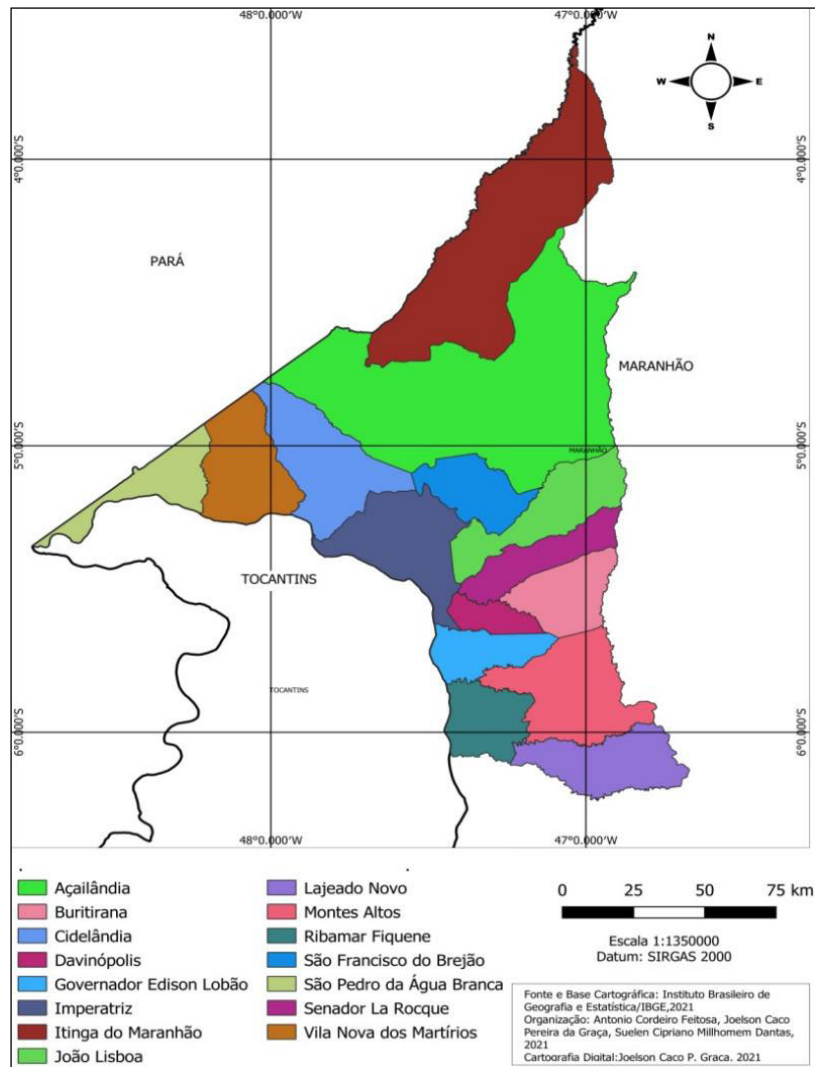 48°0.000'W
47°0.000'W
N
W
E
S
4°0.000'S
4°0.000'S
PARÁ
MARANHÃO
MARANHÃO
5°0.000'S
5°0.000'S
TOCANTINS
TOCANTINS
6°0.000'S
6°0.000'S
48°0.000'W
47°0.000'W
Açailândia
Buritirana
Cidelândia
Davinópolis
Governador Edison Lobão
Imperatriz
Itinga do Maranhão
João Lisboa
Lajeado Novo
Montes Altos
Ribamar Fiquene
São Francisco do Brejão
São Pedro da Água Branca
Senador La Rocque
Vila Nova dos Martírios
0 25 50 75 km
Escala 1:1350000
Datum: SIRGAS 2000
Fonte e Base Cartográfica: Instituto Brasileiro de
Geografia e Estatística/IBGE,2021
Organização: Antonio Cordeiro Feitosa, Joelson Caco
Pereira da Graça, Suelen Cipriano Millhomem Dantas,
2021
Cartografia Digital:Joelson Caco P. Graça. 2021